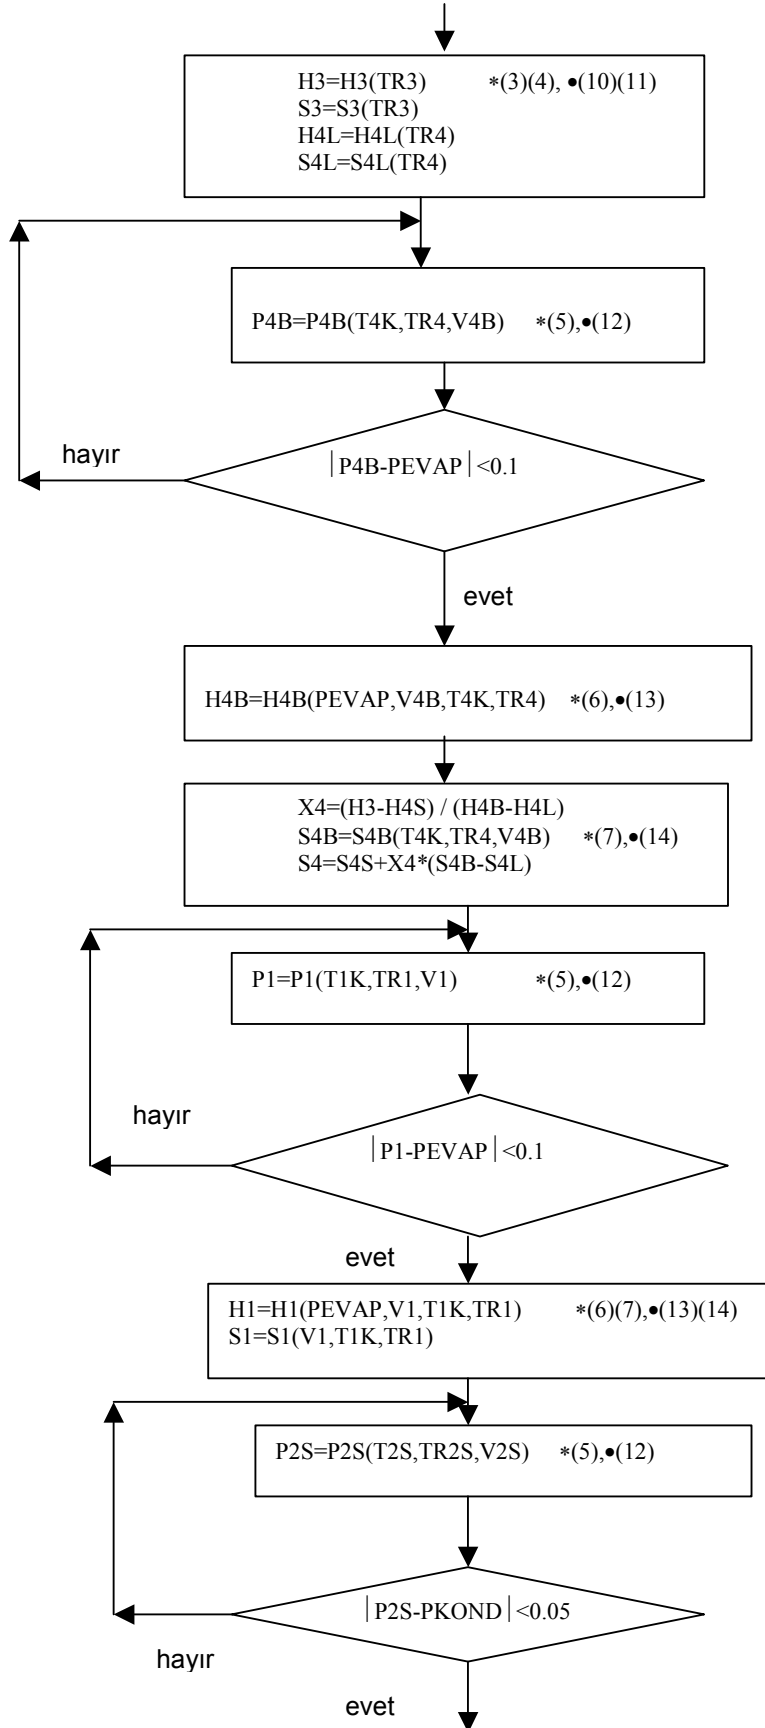 H3=H3(TR3) *(3)(4), •(10)(11)
S3=S3(TR3)
H4L=H4L(TR4)
S4L=S4L(TR4)
P4B=P4B(T4K,TR4,V4B) *(5),•(12)
hayır
|P4B-PEVAP|<0.1
evet
H4B=H4B(PEVAP,V4B,T4K,TR4) *(6),•(13)
X4=(H3-H4S) / (H4B-H4L)
S4B=S4B(T4K,TR4,V4B) *(7),•(14)
S4=S4S+X4*(S4B-S4L)
P1=P1(T1K,TR1,V1) *(5),•(12)
hayır
|P1-PEVAP|<0.1
evet
H1=H1(PEVAP,V1,T1K,TR1) *(6)(7),•(13)(14)
S1=S1(V1,T1K,TR1)
P2S=P2S(T2S,TR2S,V2S) *(5),•(12)
|P2S-PKOND|<0.05
hayır
evet